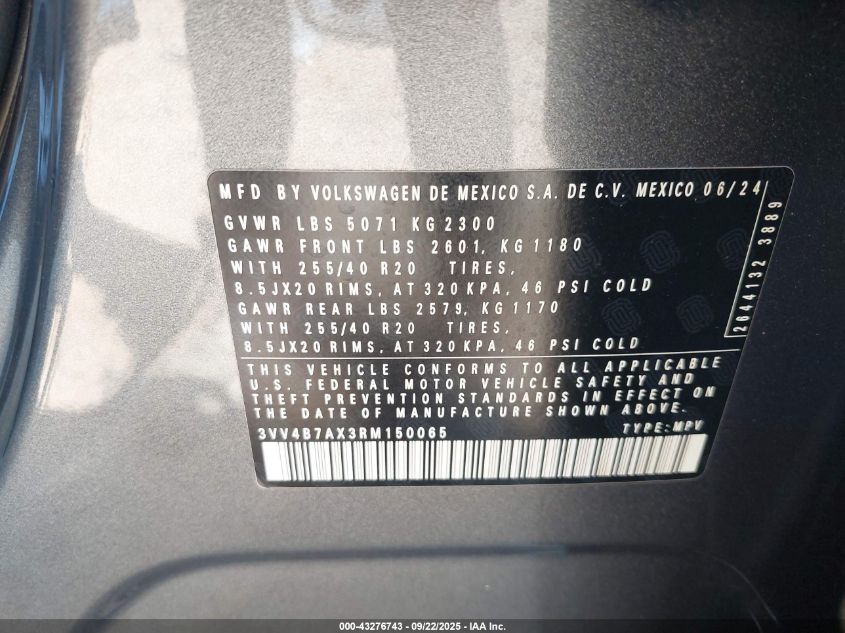 MFD BY VOLKSWAGEN DE MEXICO S.A. DE C.V. MEXICO 06/24
GVWR LBS 5071 KG 2300
GAWR FRONT LBS 2601, KG 1180
WITH 255/40 R20 TIRES,
8.5JX20 RIMS, AT 320 KPA, 46 PSI COLD
GAWR REAR LBS 2579, KG 1170
WITH 255/40 R20 TIRES,
8.5JX20 RIMS, AT 320 KPA, 46 PSI COLD
2644132 3889
THIS VEHICLE CONFORMS TO ALL APPLICABLE
U.S. FEDERAL MOTOR VEHICLE SAFETY AND
THEFT PREVENTION STANDARDS IN EFFECT ON
THE DATE OF MANUFACTURE SHOWN ABOVE.
3VV4B7AX3RM150065 TYPE: MPV
000-43276743 - 09/22/2025 - IAA Inc.